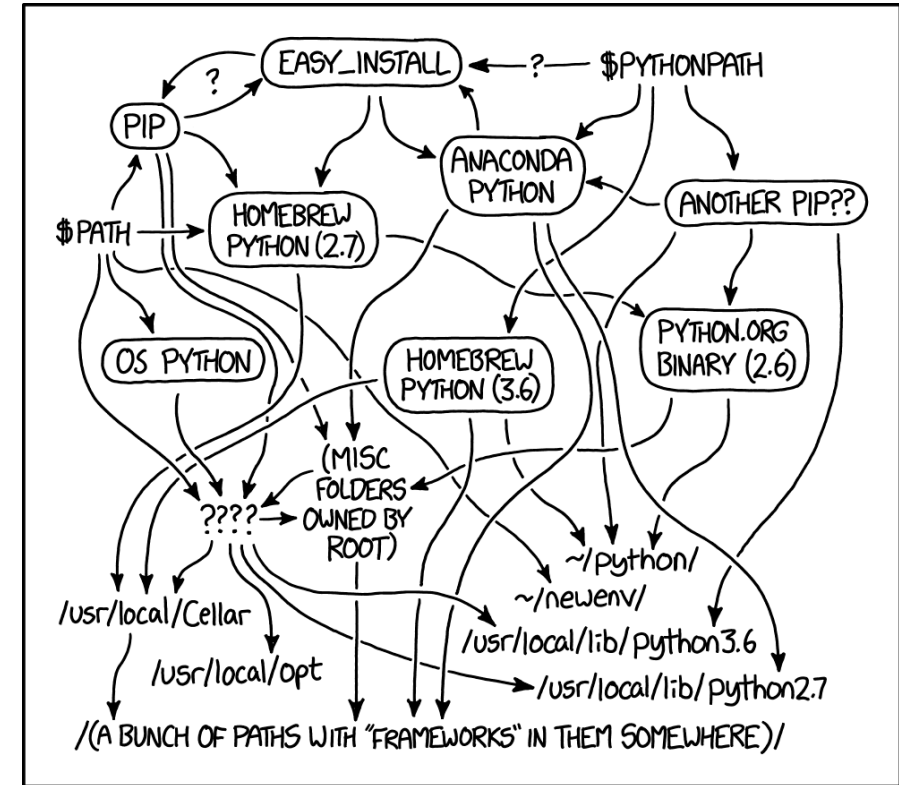 EASY_INSTALL
?
$PYTHONPATH
?
PIP
ANACONDA
PYTHON
ANOTHER PIP??
HOMEBREW
PYTHON (2.7)
$PATH
OS PYTHON
HOMEBREW
PYTHON (3.6)
PYTHON.ORG
BINARY (2.6)
(MISC
FOLDERS
OWNED BY
ROOT)
????
~/python/
~/newenv/
/usr/local/Cellar
/usr/local/lib/python3.6
/usr/local/opt
/usr/local/lib/python2.7
/(A BUNCH OF PATHS WITH "FRAMEWORKS" IN THEM SOMEWHERE)/